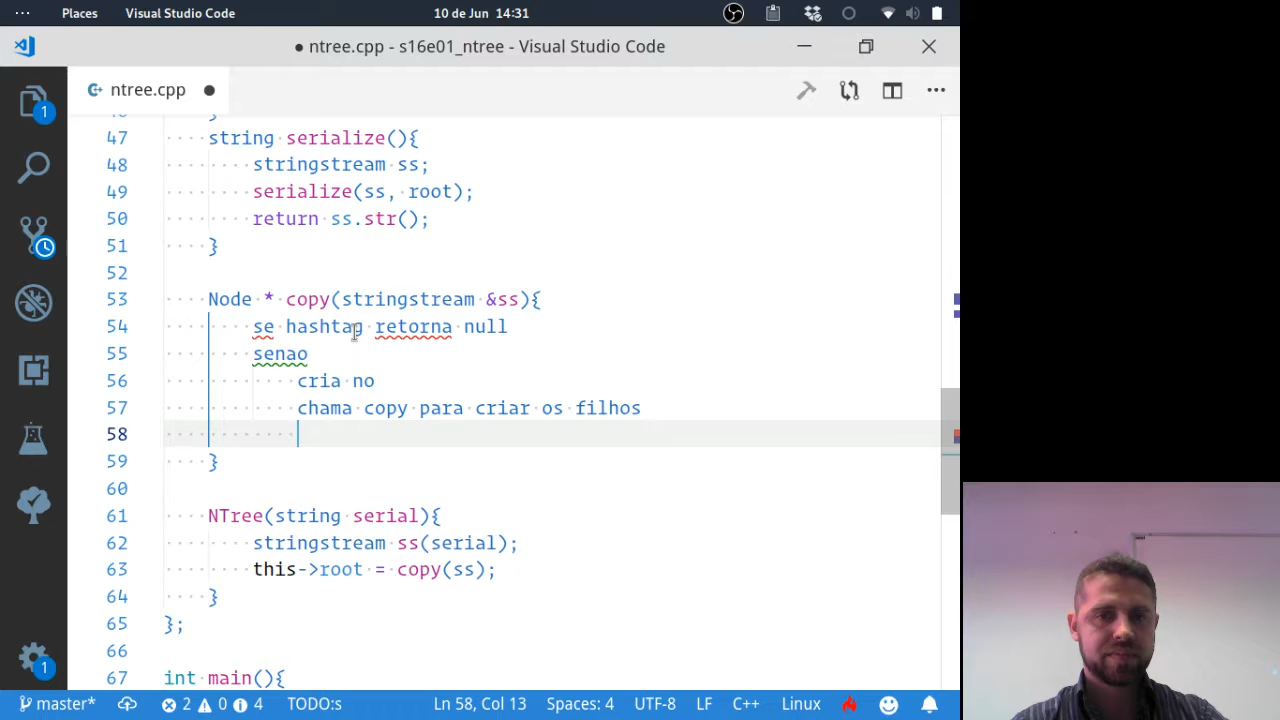 Places Visual Studio Code 10 de Jun 14:31
● ntree.cpp - s16e01_ntree - Visual Studio Code
ntree.cpp
47 string serialize(){
48 stringstream ss;
49 serialize(ss, root);
50 return ss.str();
51 }
52
53 Node * copy(stringstream &ss){
54 se hashtag retorna null
55 senao
56 cria no
57 chama copy para criar os filhos
58
59 }
60
61 NTree(string serial){
62 stringstream ss(serial);
63 this->root = copy(ss);
64 }
65 };
66
67 int main(){
1
1
1
master* 2 0 4 TODO:s Ln 58, Col 13 Spaces: 4 UTF-8 LF C++ Linux